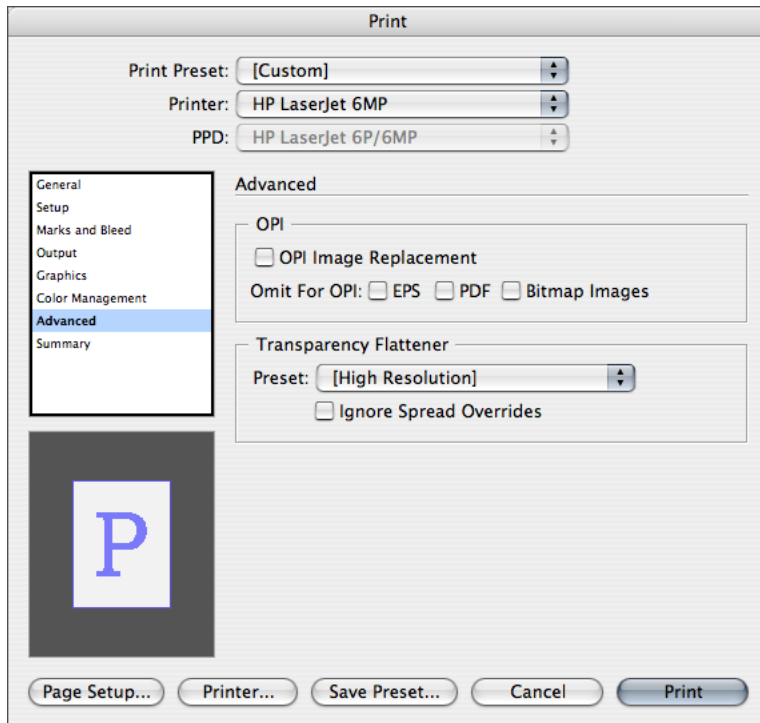 Print
Print Preset: [Custom]
Printer: HP LaserJet 6MP
PPD: HP LaserJet 6P/6MP
General
Setup
Marks and Bleed
Output
Graphics
Color Management
Advanced
Summary
Advanced
OPI
OPI Image Replacement
Omit For OPI: EPS PDF Bitmap Images
Transparency Flattener
Preset: [High Resolution]
Ignore Spread Overrides
P
Page Setup... Printer... Save Preset... Cancel Print